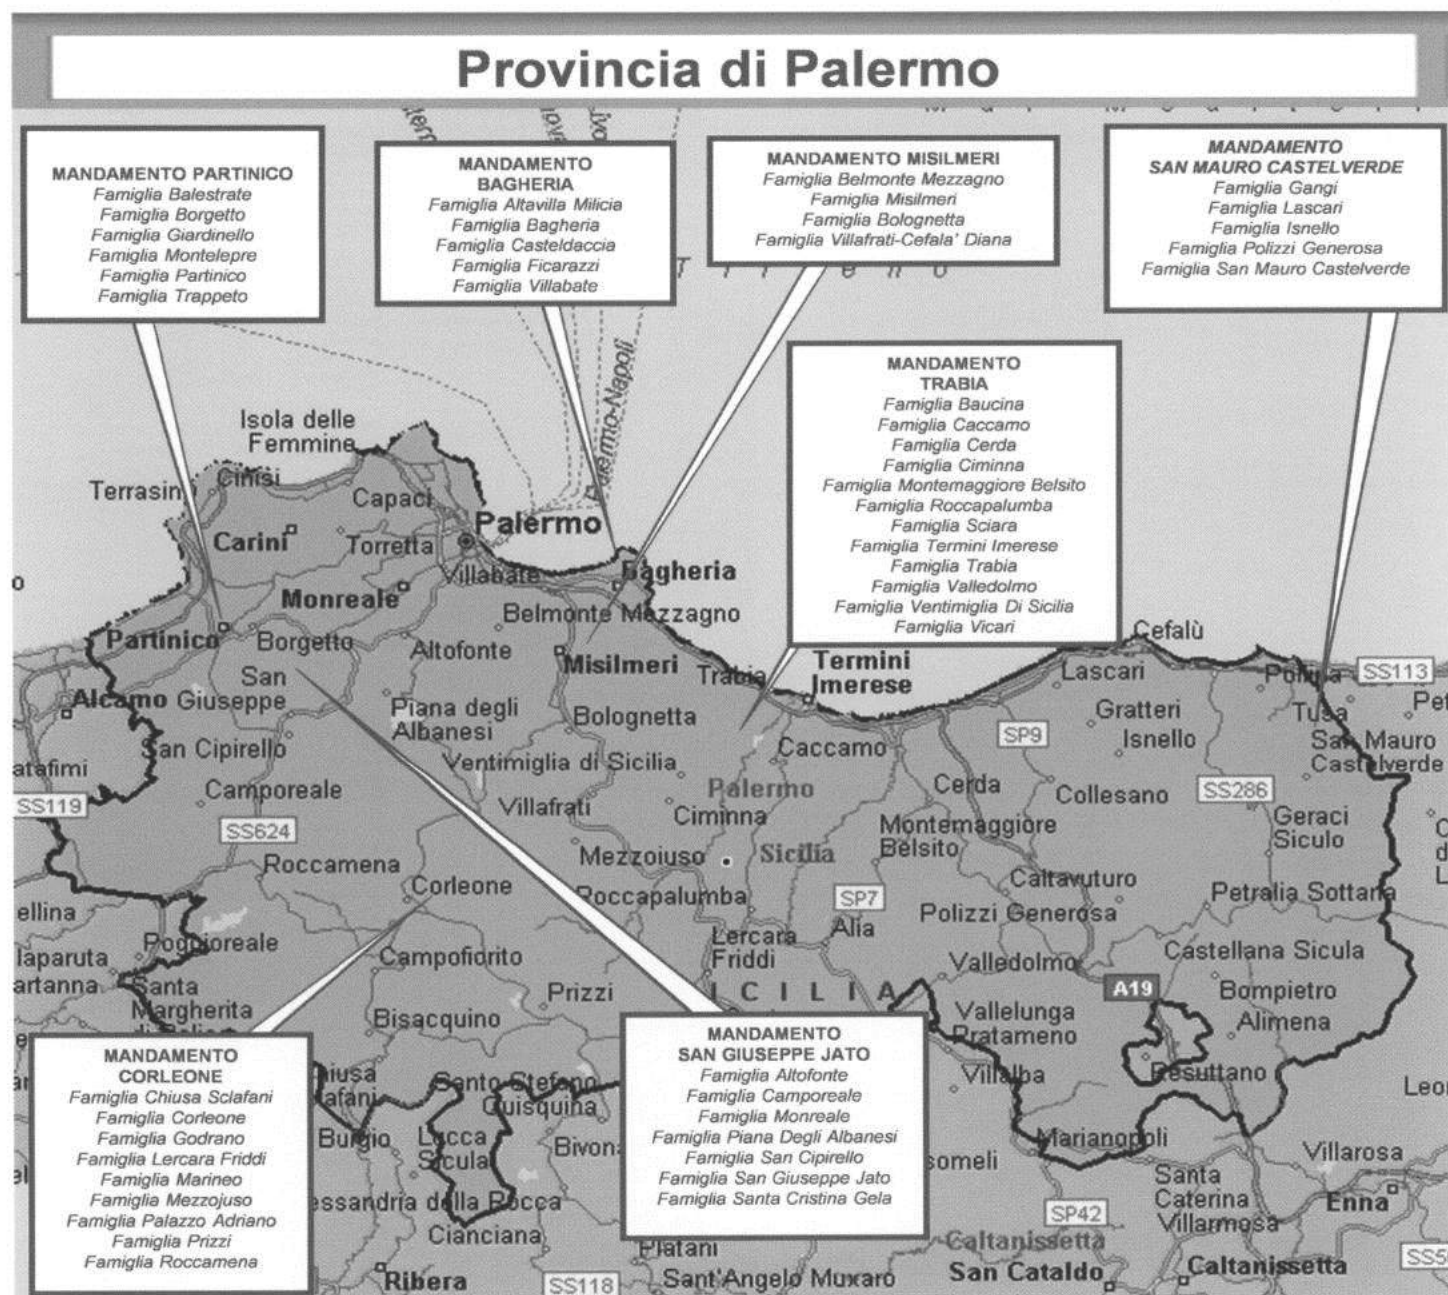 Provincia di Palermo
MANDAMENTO PARTINICO
Famiglia Balestrate
Famiglia Borgetto
Famiglia Giardinello
Famiglia Montelepre
Famiglia Partinico
Famiglia Trappeto
MANDAMENTO
BAGHERIA
Famiglia Altavilla Milicia
Famiglia Bagheria
Famiglia Casteldaccia
Famiglia Ficarazzi
Famiglia Villabate
MANDAMENTO MISILMERI
Famiglia Belmonte Mezzagno
Famiglia Misilmeri
Famiglia Bolognetta
Famiglia Villafrati-Cefala' Diana
MANDAMENTO
SAN MAURO CASTELVERDE
Famiglia Gangi
Famiglia Lascari
Famiglia Isnello
Famiglia Polizzi Generosa
Famiglia San Mauro Castelverde
MANDAMENTO
TRABIA
Famiglia Baucina
Famiglia Caccamo
Famiglia Cerda
Famiglia Ciminna
Famiglia Montemaggiore Belsito
Famiglia Roccapalumba
Famiglia Sciara
Famiglia Termini Imerese
Famiglia Trabia
Famiglia Valledolmo
Famiglia Ventimiglia Di Sicilia
Famiglia Vicari
Palermo-Napoli
Isola delle
Femmine
Cinisi
Terrasini
Capaci
Palermo
Carini
Torretta
Villabate
Bagheria
Monreale
Belmonte Mezzagno
Partinico
Borgetto
Altofonte
Misilmeri
Trabia
Termini
Imerese
Cefalù
Lascari
Pollina
SS113
San
Giuseppe
Alcamo
Piana degli
Albanesi
Bolognetta
Gratteri
Isnello
Tusa
San Mauro
Castelverde
SP9
San Cipirello
Ventimiglia di Sicilia
Caccamo
Palermo
Cerda
Collesano
SS286
Geraci
Siculo
SS119
Camporeale
Villafrati
Ciminna
Montemaggiore
Belsito
SS624
Mezzoiuso
Sicilia
Roccamena
Corleone
Roccapalumba
SP7
Caltavuturo
Petralia Sottana
Polizzi Generosa
Poggioreale
Campofiorito
Lercara
Friddi
Alia
Valledolmo
Castellana Sicula
A19
Bompietro
Santa
Margherita
Prizzi
ICILIA
Bisacquino
Vallelunga
Pratameno
Alimena
Villalba
Resuttano
MANDAMENTO
CORLEONE
Famiglia Chiusa Sclafani
Famiglia Corleone
Famiglia Godrano
Famiglia Lercara Friddi
Famiglia Marineo
Famiglia Mezzojuso
Famiglia Palazzo Adriano
Famiglia Prizzi
Famiglia Roccamena
MANDAMENTO
SAN GIUSEPPE JATO
Famiglia Altofonte
Famiglia Camporeale
Famiglia Monreale
Famiglia Piana Degli Albanesi
Famiglia San Cipirello
Famiglia San Giuseppe Jato
Famiglia Santa Cristina Gela
Santo Stefano
Quisquina
Burgio
Lucca
Sicula
Bivona
Marianopoli
Villarosa
Santa
Caterina
Villarmosa
Enna
della Rocca
Cianciana
SP42
Caltanissetta
Platani
Ribera
SS118
Sant'Angelo Muxaro
San Cataldo
Caltanissetta